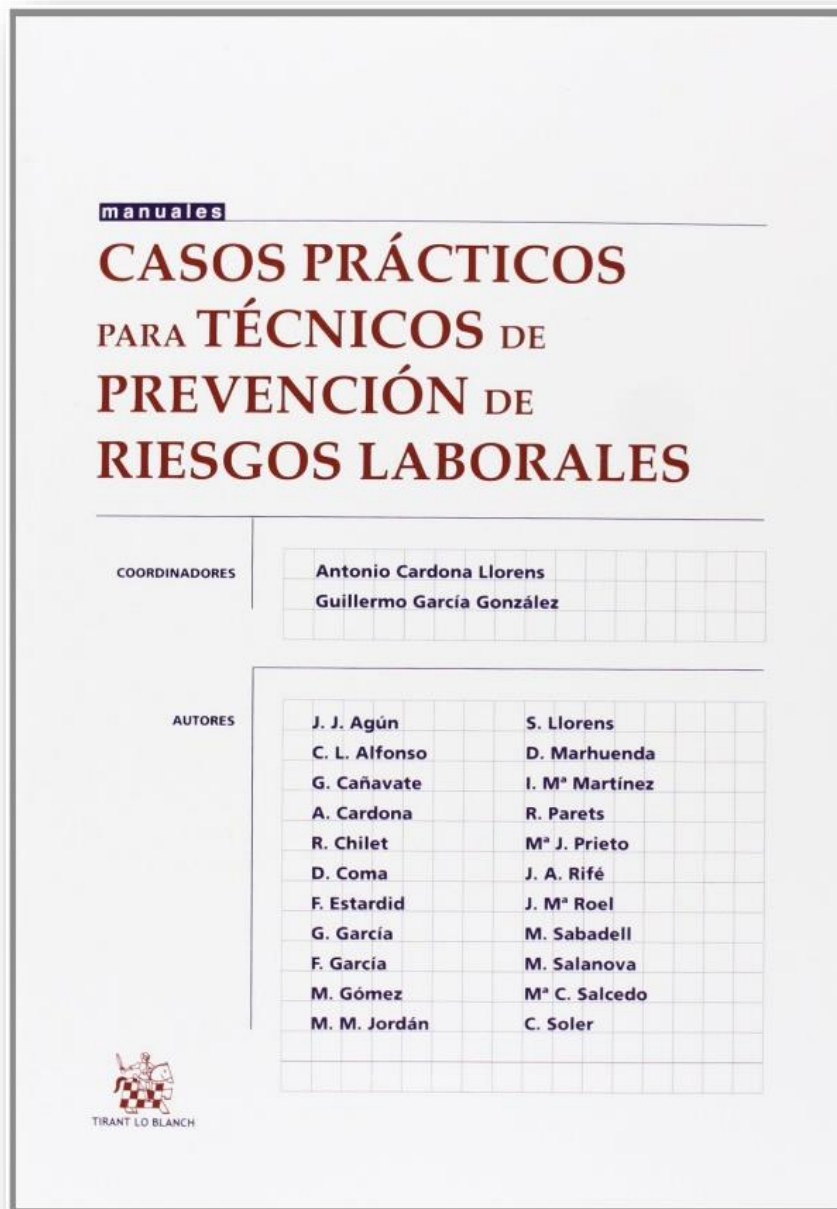 manuales
CASOS PRÁCTICOS
PARA TÉCNICOS DE
PREVENCIÓN DE
RIESGOS LABORALES
COORDINADORES
Antonio Cardona Llorens
Guillermo García González
AUTORES
J. J. Agún
C. L. Alfonso
G. Cañavate
A. Cardona
R. Chilet
D. Coma
F. Estardid
G. García
F. García
M. Gómez
M. M. Jordán
S. Llorens
D. Marhuenda
I. Mª Martínez
R. Parets
Mª J. Prieto
J. A. Rifé
J. Mª Roel
M. Sabadell
M. Salanova
Mª C. Salcedo
C. Soler
TIRANT LO BLANCH